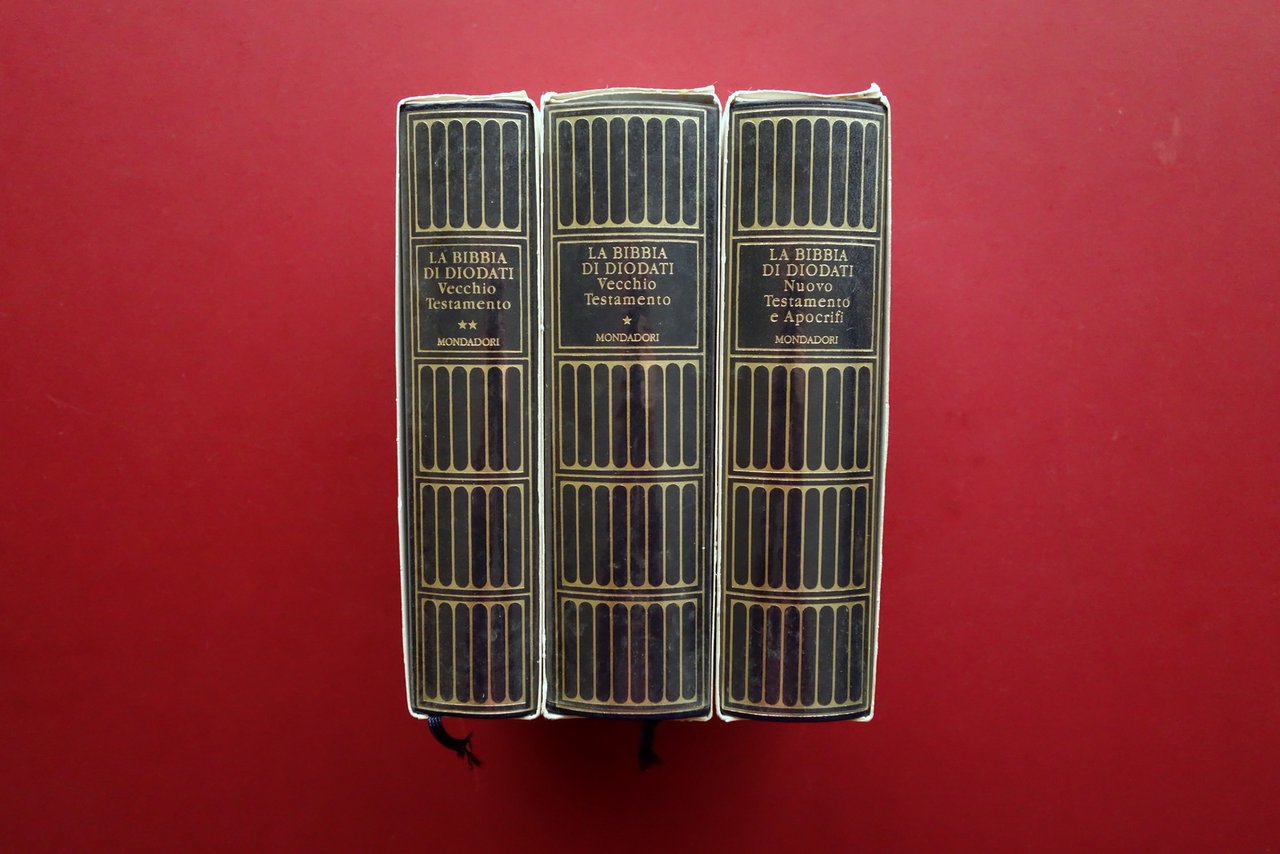 LA BIBBIA
DI DIODATI
Vecchio
Testamento
★★
MONDADORI
LA BIBBIA
DI DIODATI
Vecchio
Testamento
★
MONDADORI
LA BIBBIA
DI DIODATI
Nuovo
Testamento
e Apocrifi
MONDADORI